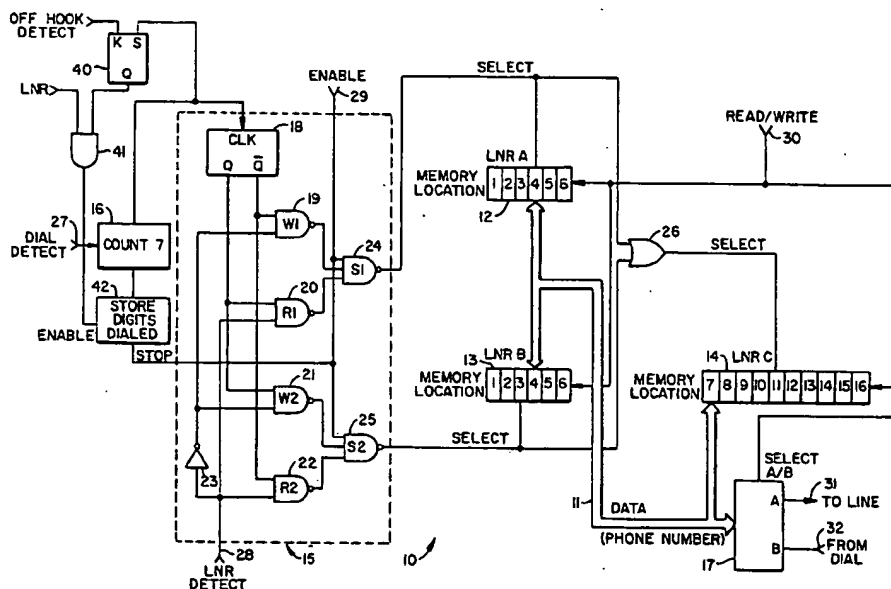 OFF HOOK
DETECT
K S
Q
40
LNR
41
16
27
DIAL
DETECT
COUNT 7
42
STORE
DIGITS
DIALED
ENABLE
STOP
ENABLE
29
18
CLK
Q Q̅
19
W1
20
R1
21
W2
22
R2
23
24
S1
25
S2
28
LNR
DETECT
15
10
SELECT
LNR A
MEMORY
LOCATION
1 2 3 4 5 6
12
READ/WRITE
30
26
SELECT
13 LNR B
MEMORY
LOCATION
1 2 3 4 5 6
SELECT
14 LNR C
MEMORY
LOCATION
7 8 9 10 11 12 13 14 15 16
11
DATA
(PHONE NUMBER)
SELECT
A/B
A
31
TO LINE
B
32
FROM
DIAL
17